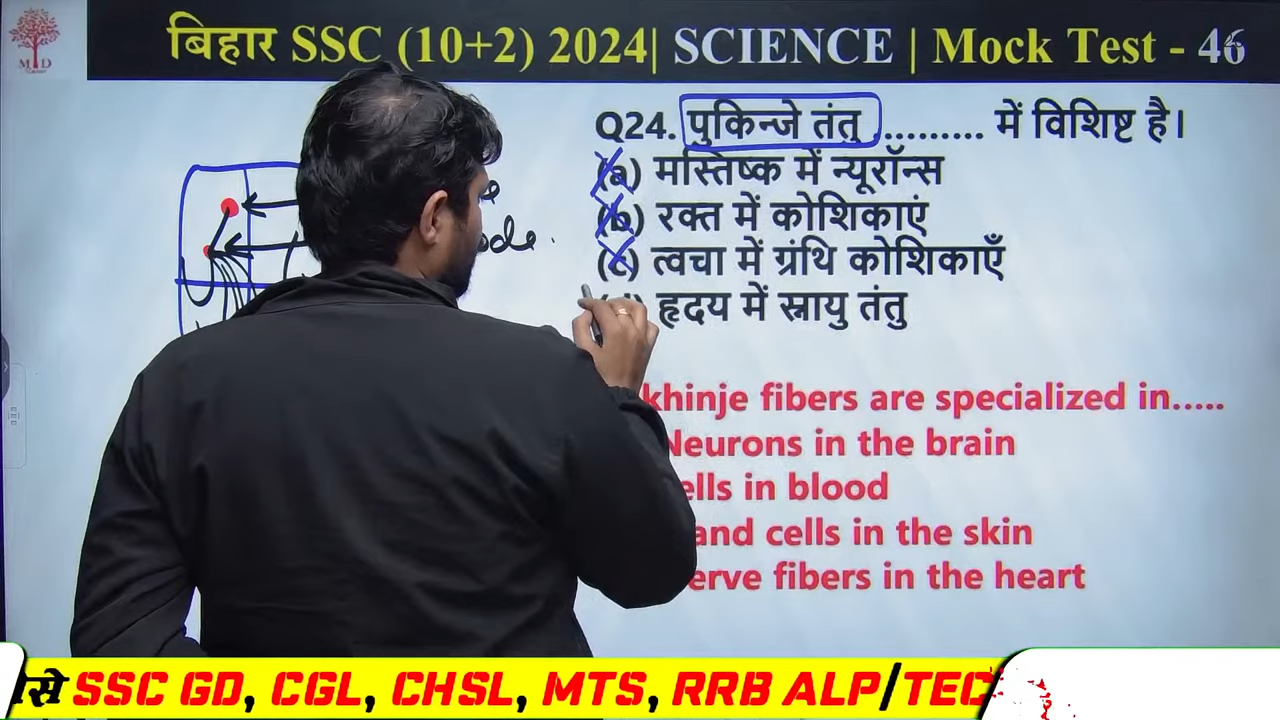 बिहार SSC (10+2) 2024| SCIENCE | Mock Test - 46
Q24. पुकिन्जे तंतु .......... में विशिष्ट है।
(a) मस्तिष्क में न्यूरॉन्स
(b) रक्त में कोशिकाएं
(c) त्वचा में ग्रंथि कोशिकाएँ
हृदय में स्नायु तंतु
khinje fibers are specialized in.....
Neurons in the brain
ells in blood
and cells in the skin
erve fibers in the heart
से SSC GD, CGL, CHSL, MTS, RRB ALP/TEC